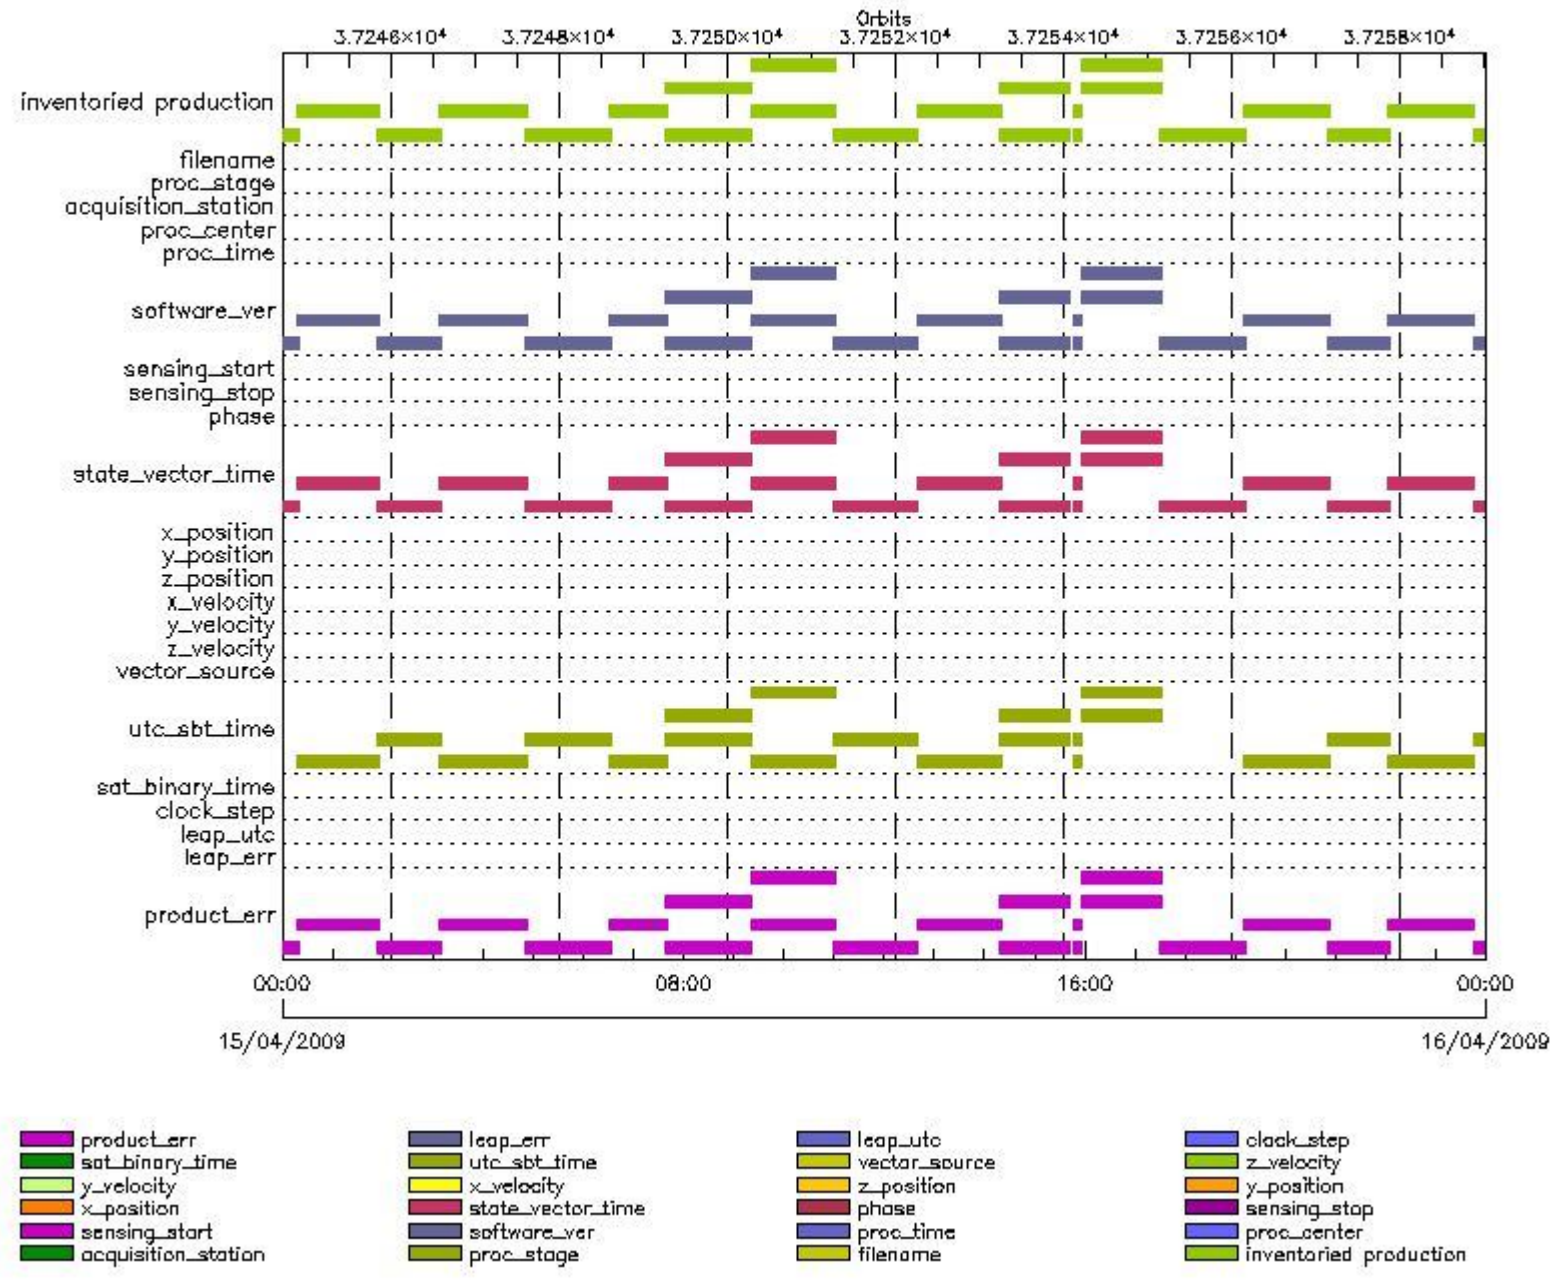 Orbits
3.7246×10⁴ 3.7248×10⁴ 3.7250×10⁴ 3.7252×10⁴ 3.7254×10⁴ 3.7256×10⁴ 3.7258×10⁴
inventoried production
filename
proc_stage
acquisition_station
proc_center
proc_time
software_ver
sensing_start
sensing_stop
phase
state_vector_time
x_position
y_position
z_position
x_velocity
y_velocity
z_velocity
vector_source
utc_sbt_time
sat_binary_time
clock_step
leap_utc
leap_err
product_err
00:00 08:00 16:00 00:00
15/04/2009 16/04/2009
product_err leap_err leap_utc clock_step
sat_binary_time utc_sbt_time vector_source z_velocity
y_velocity x_velocity z_position y_position
x_position state_vector_time phase sensing_stop
sensing_start software_ver proc_time proc_center
acquisition_station proc_stage filename inventoried production